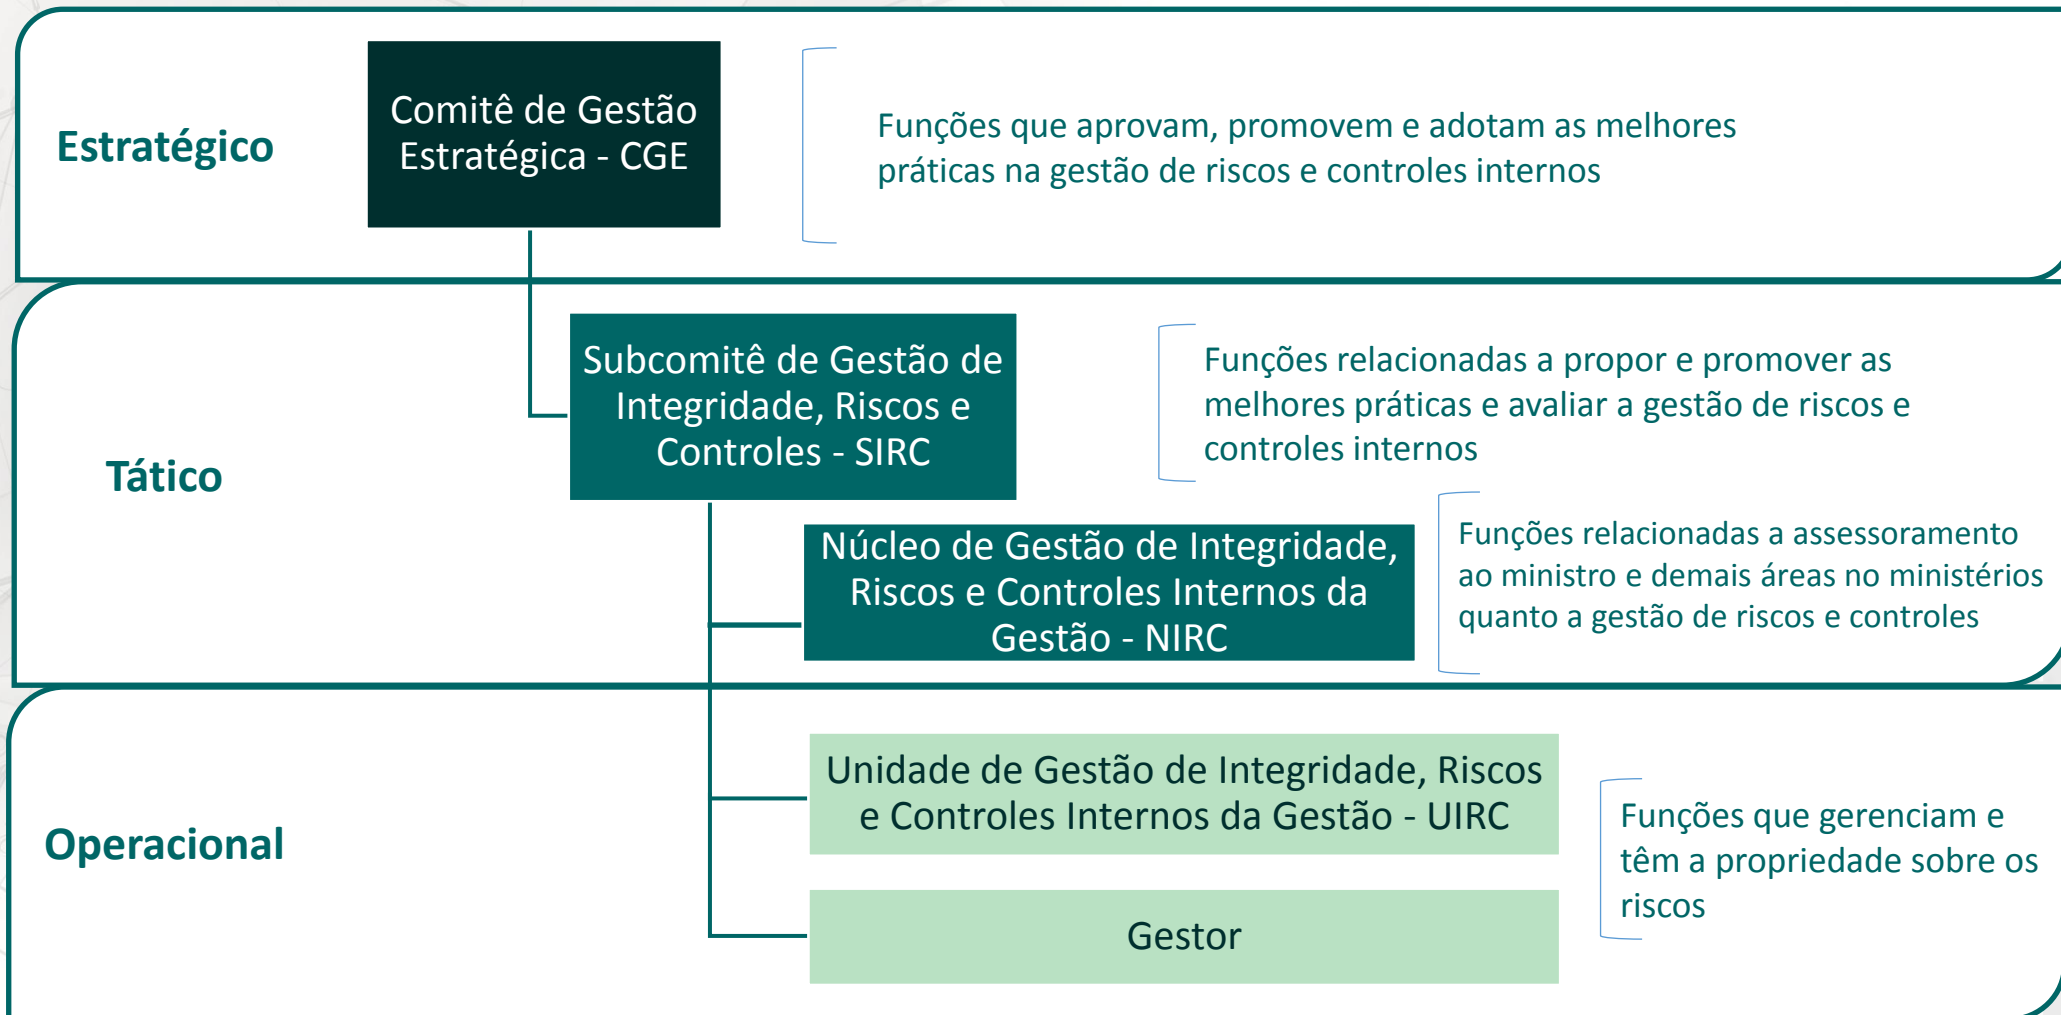 Estratégico
Comitê de Gestão
Estratégica - CGE
Funções que aprovam, promovem e adotam as melhores
práticas na gestão de riscos e controles internos
Tático
Subcomitê de Gestão de
Integridade, Riscos e
Controles - SIRC
Funções relacionadas a propor e promover as
melhores práticas e avaliar a gestão de riscos e
controles internos
Núcleo de Gestão de Integridade,
Riscos e Controles Internos da
Gestão - NIRC
Funções relacionadas a assessoramento
ao ministro e demais áreas no ministérios
quanto a gestão de riscos e controles
Operacional
Unidade de Gestão de Integridade, Riscos
e Controles Internos da Gestão - UIRC
Gestor
Funções que gerenciam e
têm a propriedade sobre os
riscos